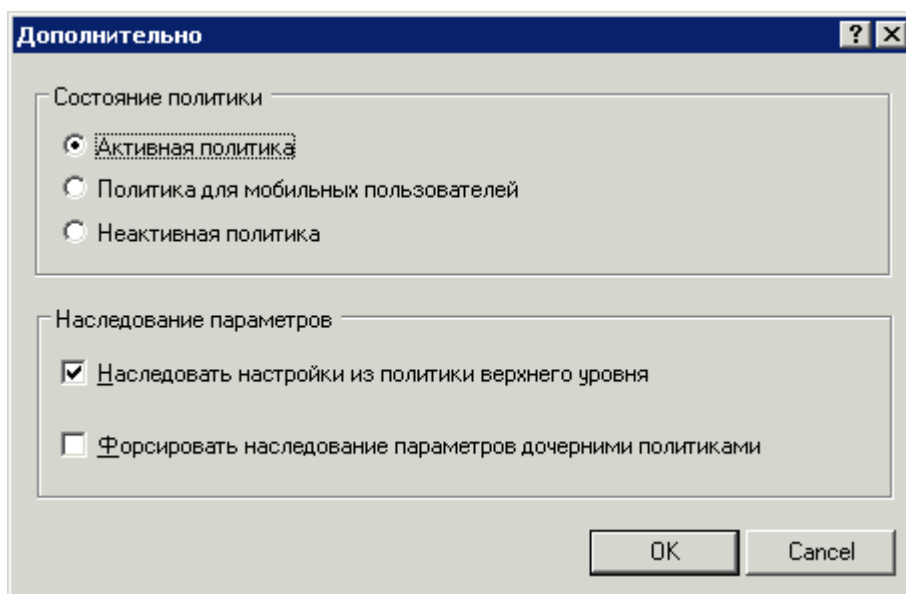 Дополнительно
Состояние политики
Активная политика
Политика для мобильных пользователей
Неактивная политика
Наследование параметров
Наследовать настройки из политики верхнего уровня
Форсировать наследование параметров дочерними политиками
OK Cancel